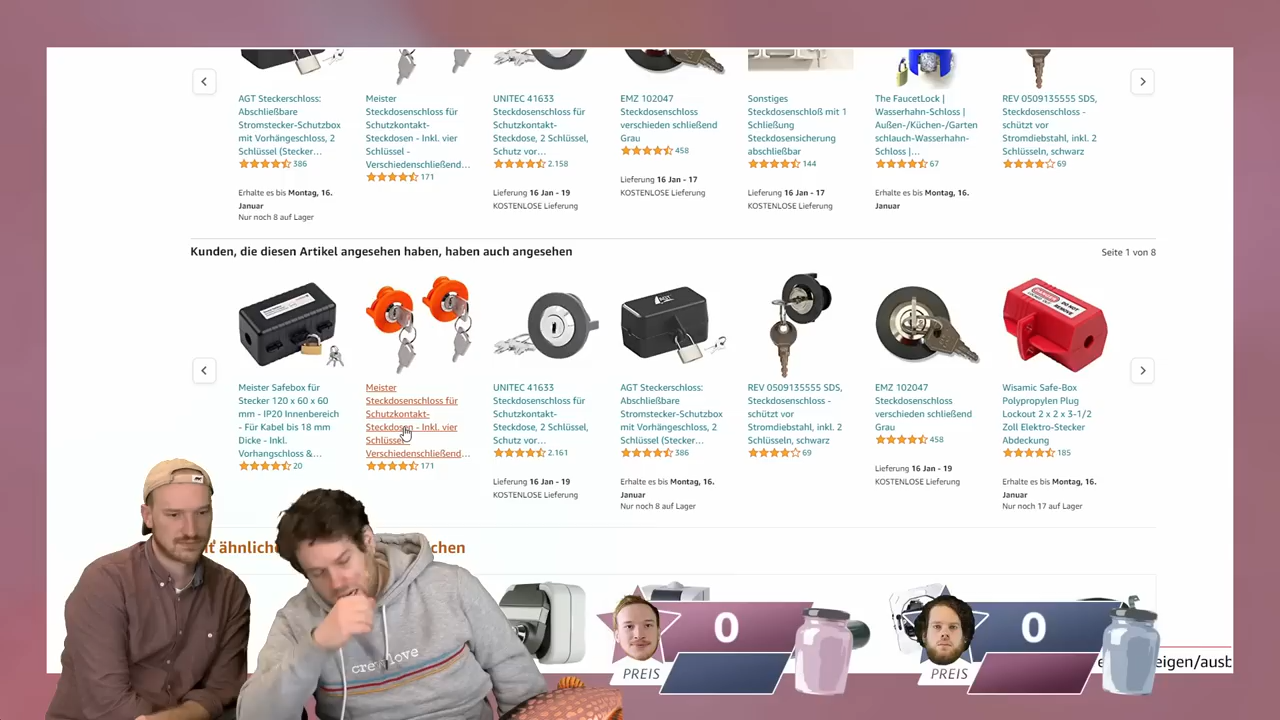 AGT Steckerschloss:
Abschließbare
Stromstecker-Schutzbox
mit Vorhängeschloss, 2
Schlüssel (Stecker…
386
Erhalte es bis Montag, 16.
Januar
Nur noch 8 auf Lager
Meister
Steckdosenschloss für
Schutzkontakt-
Steckdosen - Inkl. vier
Schlüssel -
Verschiedenschließend…
171
UNITEC 41633
Steckdosenschloss für
Schutzkontakt-
Steckdose, 2 Schlüssel,
Schutz vor…
2.158
Lieferung 16 Jan - 19
KOSTENLOSE Lieferung
EMZ 102047
Steckdosenschloss
verschieden schließend
Grau
458
Lieferung 16 Jan - 17
KOSTENLOSE Lieferung
Sonstiges
Steckdosenschloß mit 1
Schließung
Steckdosensicherung
abschließbar
144
Lieferung 16 Jan - 17
KOSTENLOSE Lieferung
The FaucetLock |
Wasserhahn-Schloss |
Außen-/Küchen-/Garten
schlauch-Wasserhahn-
Schloss |…
67
Erhalte es bis Montag, 16.
Januar
REV 0509135555 SDS,
Steckdosenschloss -
schützt vor
Stromdiebstahl, inkl. 2
Schlüsseln, schwarz
69
Kunden, die diesen Artikel angesehen haben, haben auch angesehen
Seite 1 von 8
Meister Safebox für
Stecker 120 x 60 x 60
mm - IP20 Innenbereich
- Für Kabel bis 18 mm
Dicke - Inkl.
Vorhangschloss &…
20
Meister
Steckdosenschloss für
Schutzkontakt-
Steckdosen - Inkl. vier
Schlüssel
Verschiedenschließend…
171
UNITEC 41633
Steckdosenschloss für
Schutzkontakt-
Steckdose, 2 Schlüssel,
Schutz vor…
2.161
Lieferung 16 Jan - 19
KOSTENLOSE Lieferung
AGT
AGT Steckerschloss:
Abschließbare
Stromstecker-Schutzbox
mit Vorhängeschloss, 2
Schlüssel (Stecker…
386
Erhalte es bis Montag, 16.
Januar
Nur noch 8 auf Lager
REV 0509135555 SDS,
Steckdosenschloss -
schützt vor
Stromdiebstahl, inkl. 2
Schlüsseln, schwarz
69
EMZ 102047
Steckdosenschloss
verschieden schließend
Grau
458
Lieferung 16 Jan - 19
KOSTENLOSE Lieferung
DANGER
DO NOT
REMOVE
Wisamic Safe-Box
Polypropylen Plug
Lockout 2 x 2 x 3-1/2
Zoll Elektro-Stecker
Abdeckung
185
Erhalte es bis Montag, 16.
Januar
Nur noch 17 auf Lager
ähnliche
ichen
crewlove
0
PREIS
0
PREIS
eigen/ausb